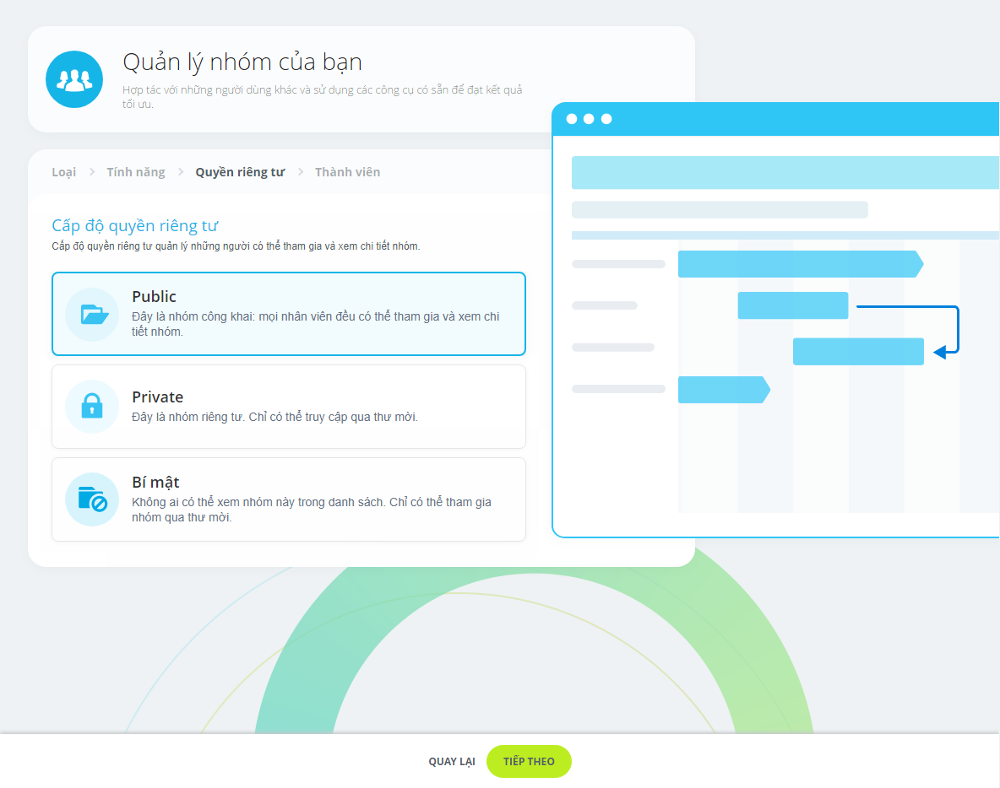 Quản lý nhóm của bạn
Hợp tác với những người dùng khác và sử dụng các công cụ có sẵn để đạt kết quả
tối ưu.
Loại
Tính năng
Quyền riêng tư
Thành viên
Cấp độ quyền riêng tư
Cấp độ quyền riêng tư quản lý những người có thể tham gia và xem chi tiết nhóm.
Public
Đây là nhóm công khai: mọi nhân viên đều có thể tham gia và xem chi
tiết nhóm.
Private
Đây là nhóm riêng tư. Chỉ có thể truy cập qua thư mời.
Bí mật
Không ai có thể xem nhóm này trong danh sách. Chỉ có thể tham gia
nhóm qua thư mời.
QUAY LẠI
TIẾP THEO